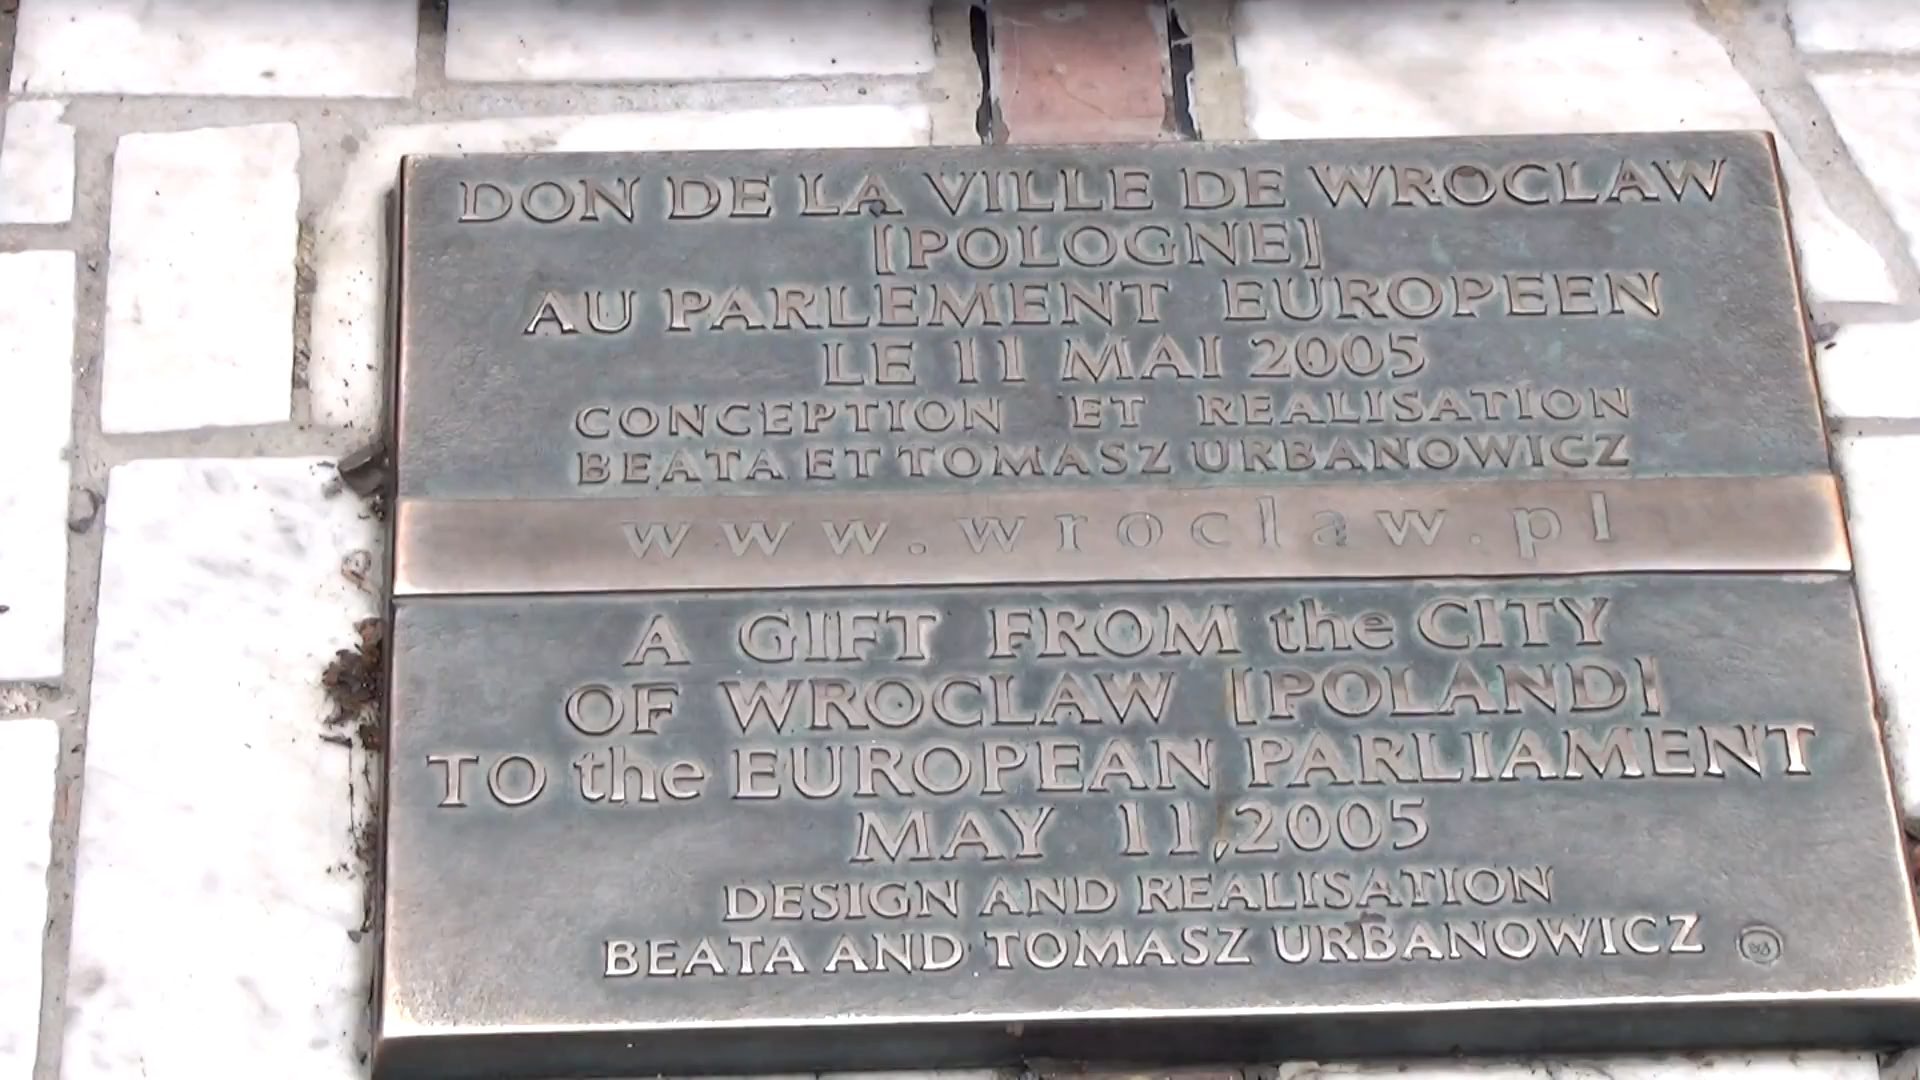 DON DE LA VILLE DE WROCLAW
[POLOGNE]
AU PARLEMENT EUROPEEN
LE 11 MAI 2005
CONCEPTION ET REALISATION
BEATA ET TOMASZ URBANOWICZ
www.wroclaw.pl
A GIFT FROM the CITY
OF WROCLAW [POLAND]
TO the EUROPEAN PARLIAMENT
MAY 11,2005
DESIGN AND REALISATION
BEATA AND TOMASZ URBANOWICZ